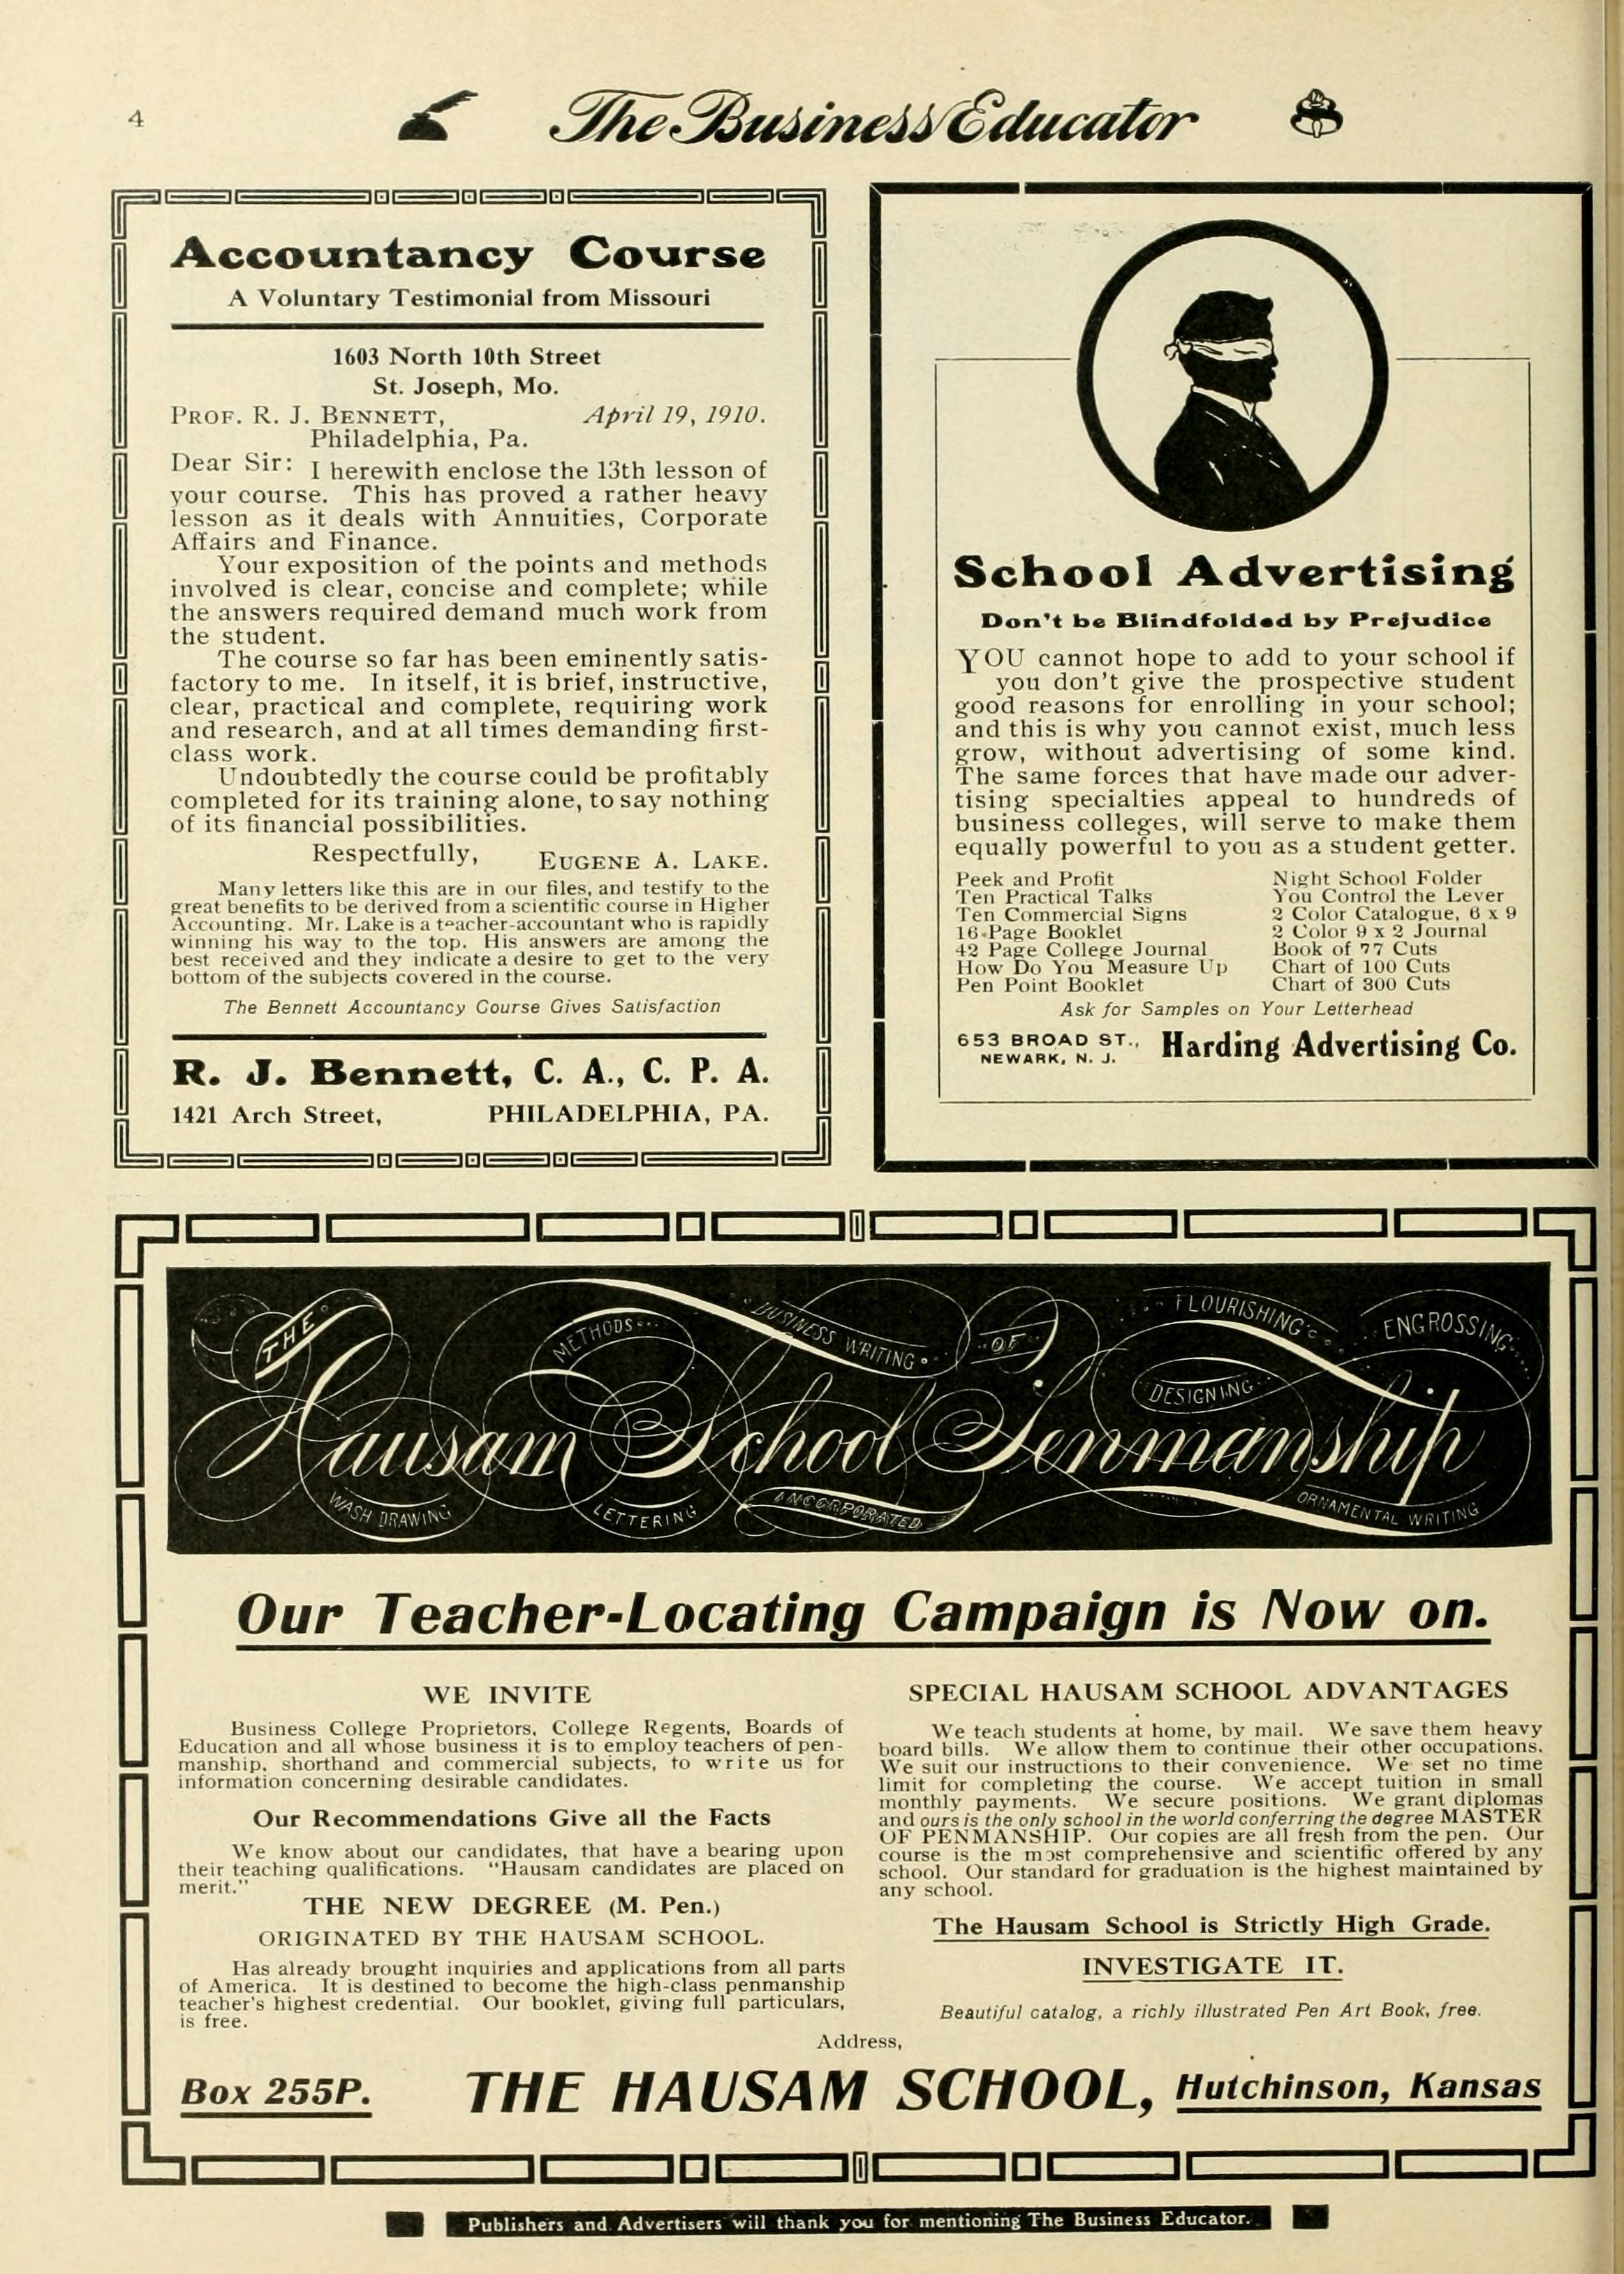 4
The Business Educator
Accountancy Course
A Voluntary Testimonial from Missouri
1603 North 10th Street
St. Joseph, Mo.
PROF. R. J. BENNETT, April 19, 1910.
Philadelphia, Pa.
Dear Sir: I herewith enclose the 13th lesson of
your course. This has proved a rather heavy
lesson as it deals with Annuities, Corporate
Affairs and Finance.
Your exposition of the points and methods
involved is clear, concise and complete; while
the answers required demand much work from
the student.
The course so far has been eminently satis-
factory to me. In itself, it is brief, instructive,
clear, practical and complete, requiring work
and research, and at all times demanding first-
class work.
Undoubtedly the course could be profitably
completed for its training alone, to say nothing
of its financial possibilities.
Respectfully, EUGENE A. LAKE.
Many letters like this are in our files, and testify to the
great benefits to be derived from a scientific course in Higher
Accounting. Mr. Lake is a teacher-accountant who is rapidly
winning his way to the top. His answers are among the
best received and they indicate a desire to get to the very
bottom of the subjects covered in the course.
The Bennett Accountancy Course Gives Satisfaction
R. J. Bennett, C. A., C. P. A.
1421 Arch Street, PHILADELPHIA, PA.
School Advertising
Don't be Blindfolded by Prejudice
YOU cannot hope to add to your school if
you don't give the prospective student
good reasons for enrolling in your school;
and this is why you cannot exist, much less
grow, without advertising of some kind.
The same forces that have made our adver-
tising specialties appeal to hundreds of
business colleges, will serve to make them
equally powerful to you as a student getter.
Peek and Profit
Ten Practical Talks
Ten Commercial Signs
16-Page Booklet
42 Page College Journal
How Do You Measure Up
Pen Point Booklet
Night School Folder
You Control the Lever
2 Color Catalogue, 6 x 9
2 Color 9 x 2 Journal
Book of 77 Cuts
Chart of 100 Cuts
Chart of 300 Cuts
Ask for Samples on Your Letterhead
653 BROAD ST.,
NEWARK, N. J.
Harding Advertising Co.
THE
METHODS
BUSINESS WRITING
OF
FLOURISHING
ENGROSSING
DESIGNING
Hausam School Penmanship
WASH DRAWING
LETTERING
INCORPORATED
ORNAMENTAL WRITING
Our Teacher-Locating Campaign is Now on.
WE INVITE
Business College Proprietors, College Regents, Boards of
Education and all whose business it is to employ teachers of pen-
manship, shorthand and commercial subjects, to write us for
information concerning desirable candidates.
Our Recommendations Give all the Facts
We know about our candidates, that have a bearing upon
their teaching qualifications. "Hausam candidates are placed on
merit."
THE NEW DEGREE (M. Pen.)
ORIGINATED BY THE HAUSAM SCHOOL.
Has already brought inquiries and applications from all parts
of America. It is destined to become the high-class penmanship
teacher's highest credential. Our booklet, giving full particulars,
is free.
SPECIAL HAUSAM SCHOOL ADVANTAGES
We teach students at home, by mail. We save them heavy
board bills. We allow them to continue their other occupations.
We suit our instructions to their convenience. We set no time
limit for completing the course. We accept tuition in small
monthly payments. We secure positions. We grant diplomas
and ours is the only school in the world conferring the degree MASTER
OF PENMANSHIP. Our copies are all fresh from the pen. Our
course is the most comprehensive and scientific offered by any
school. Our standard for graduation is the highest maintained by
any school.
The Hausam School is Strictly High Grade.
INVESTIGATE IT.
Beautiful catalog, a richly illustrated Pen Art Book, free.
Address,
Box 255P. THE HAUSAM SCHOOL, Hutchinson, Kansas
Publishers and Advertisers will thank you for mentioning The Business Educator.